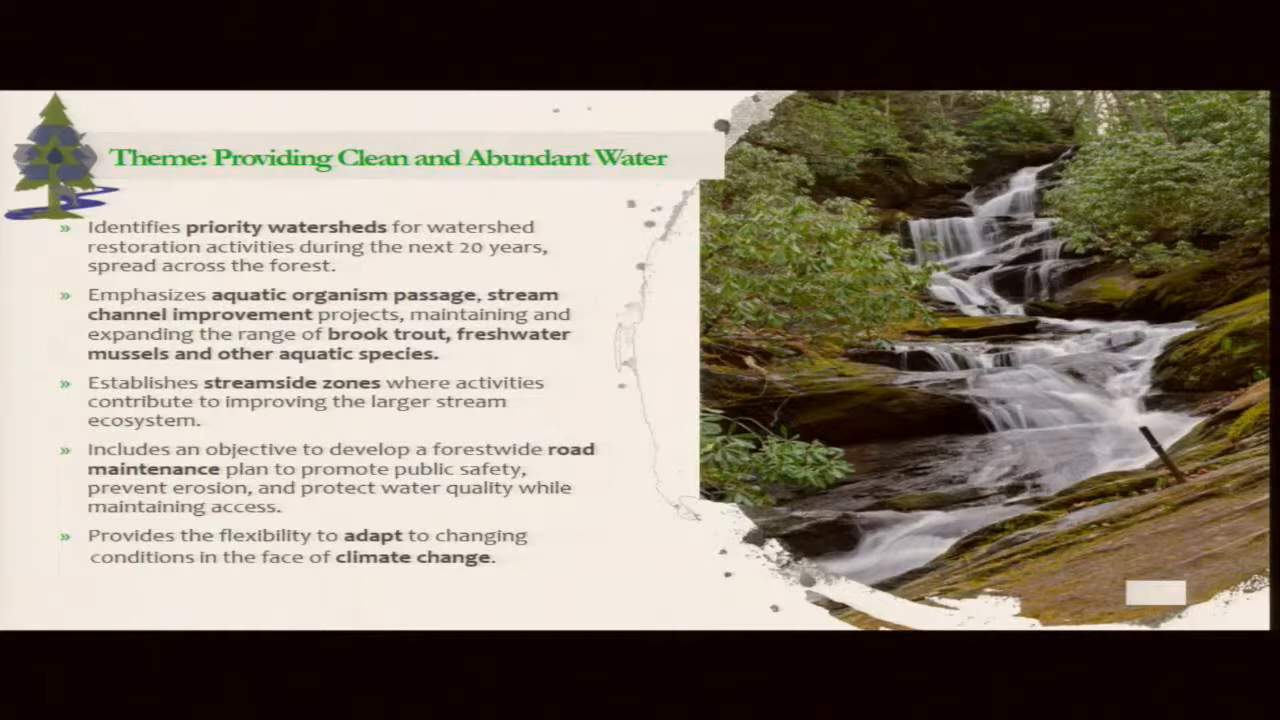 Theme: Providing Clean and Abundant Water
» Identifies priority watersheds for watershed
restoration activities during the next 20 years,
spread across the forest.
» Emphasizes aquatic organism passage, stream
channel improvement projects, maintaining and
expanding the range of brook trout, freshwater
mussels and other aquatic species.
» Establishes streamside zones where activities
contribute to improving the larger stream
ecosystem.
» Includes an objective to develop a forestwide road
maintenance plan to promote public safety,
prevent erosion, and protect water quality while
maintaining access.
» Provides the flexibility to adapt to changing
conditions in the face of climate change.